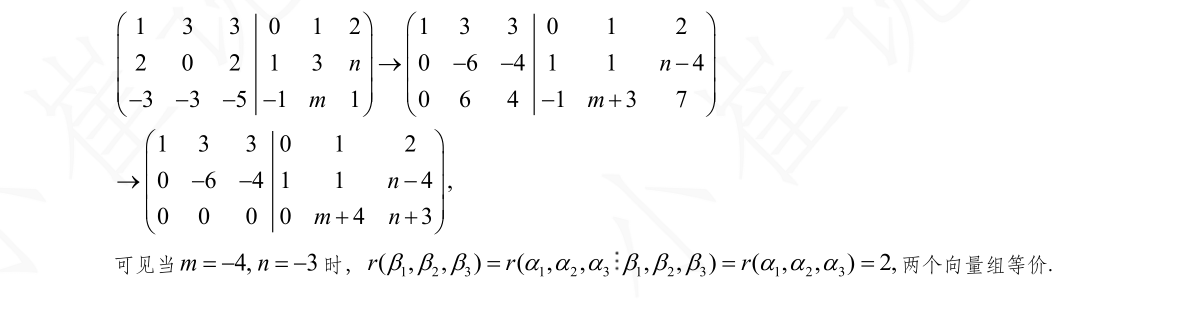 ( 1 3 3 | 0 1 2 ) → ( 1 3 3 | 0 1 2 )
( 2 0 2 | 1 3 n ) → ( 0 −6 −4 | 1 1 n−4 )
( −3 −3 −5 | −1 m 1 ) → ( 0 6 4 | −1 m+3 7 )
→ ( 1 3 3 | 0 1 2 )
( 0 −6 −4 | 1 1 n−4 ) ,
( 0 0 0 | 0 m+4 n+3 )
可见当 m = −4, n = −3 时， r(β₁,β₂,β₃) = r(α₁,α₂,α₃⋮β₁,β₂,β₃) = r(α₁,α₂,α₃) = 2, 两个向量组等价.